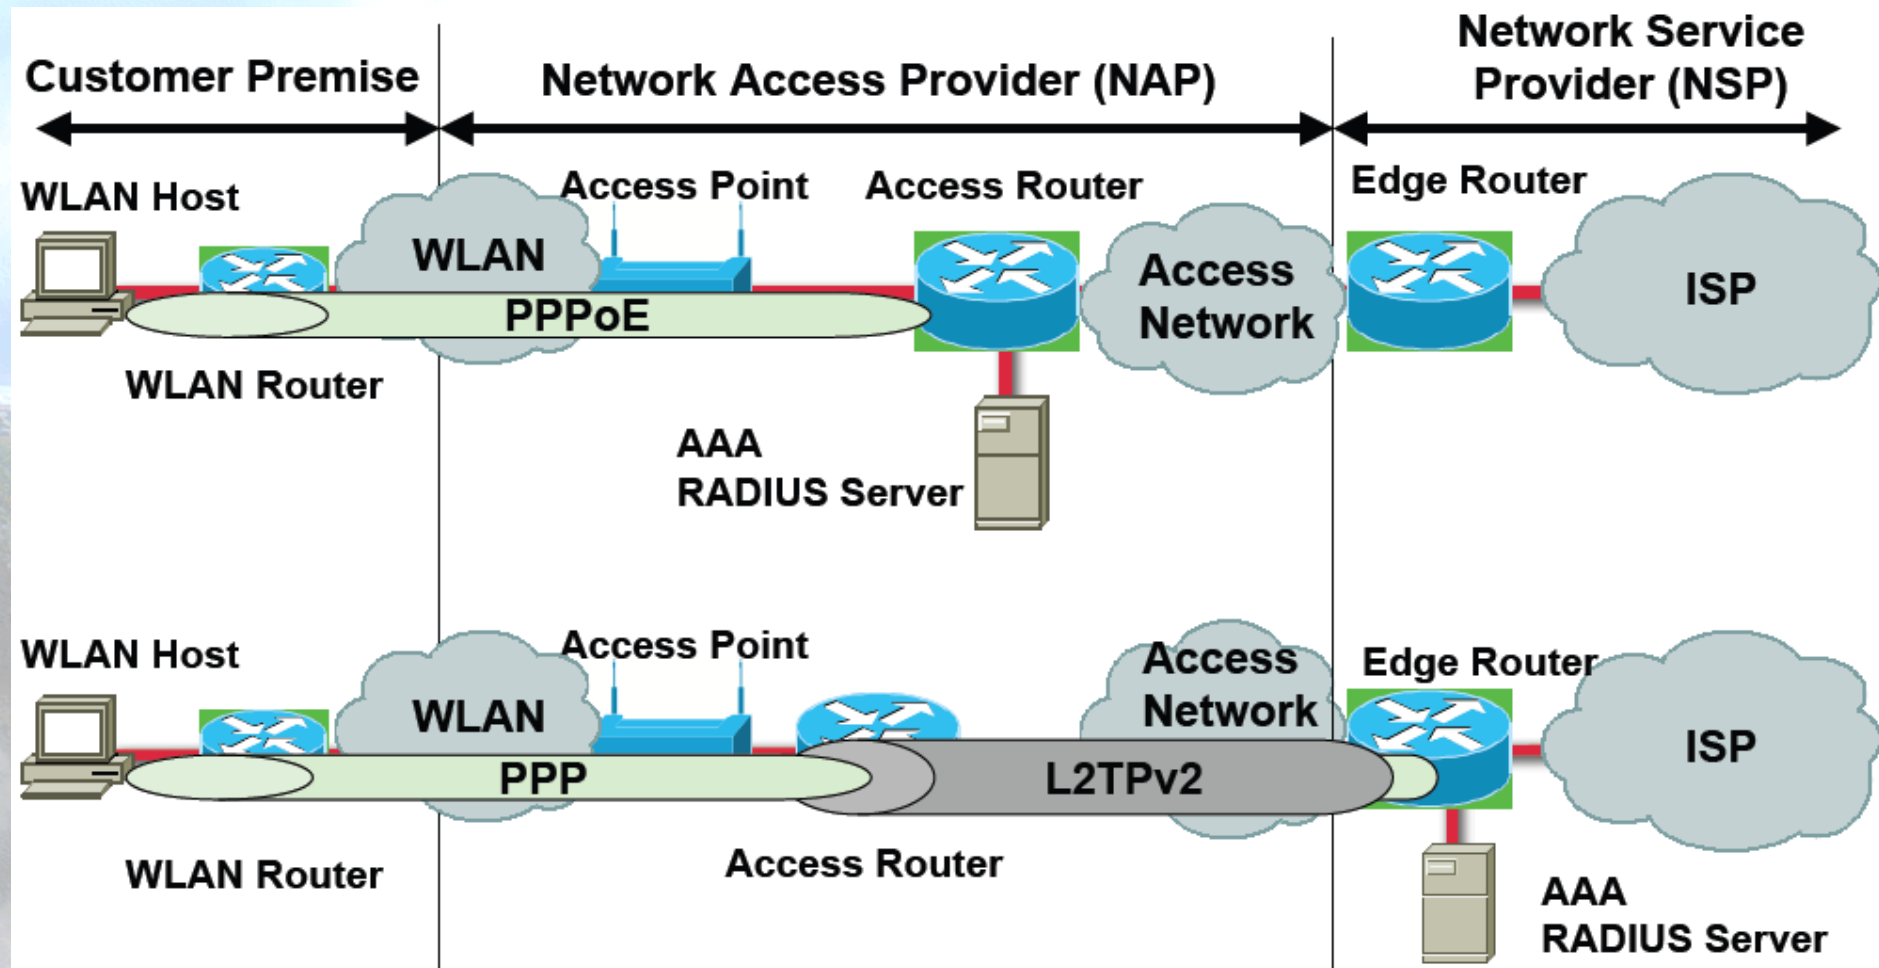 Customer Premise
Network Access Provider (NAP)
Network Service
Provider (NSP)
WLAN Host
Access Point
Access Router
Edge Router
WLAN
Access
Network
ISP
PPPoE
WLAN Router
AAA
RADIUS Server
WLAN Host
Access Point
Access
Network
Edge Router
WLAN
ISP
PPP
L2TPv2
WLAN Router
Access Router
AAA
RADIUS Server